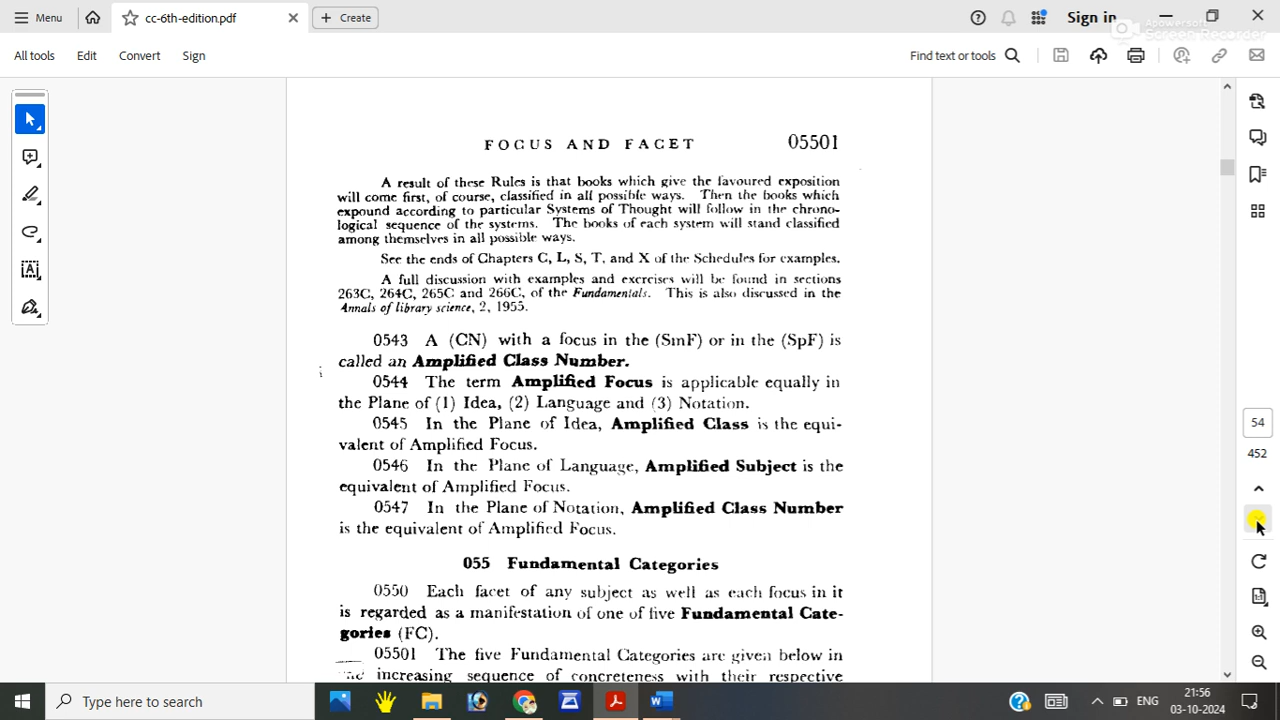 Menu
cc-6th-edition.pdf
Create
Sign in
Apowersoft
Screen Recorder
All tools
Edit
Convert
Sign
Find text or tools
FOCUS AND FACET 05501
A result of these Rules is that books which give the favoured exposition
will come first, of course, classified in all possible ways. Then the books which
expound according to particular Systems of Thought will follow in the chrono-
logical sequence of the systems. The books of each system will stand classified
among themselves in all possible ways.
See the ends of Chapters C, L, S, T, and X of the Schedules for examples.
A full discussion with examples and exercises will be found in sections
263C, 264C, 265C and 266C, of the Fundamentals. This is also discussed in the
Annals of library science, 2, 1955.
0543 A (CN) with a focus in the (SmF) or in the (SpF) is
called an Amplified Class Number.
0544 The term Amplified Focus is applicable equally in
the Plane of (1) Idea, (2) Language and (3) Notation.
0545 In the Plane of Idea, Amplified Class is the equi-
valent of Amplified Focus.
0546 In the Plane of Language, Amplified Subject is the
equivalent of Amplified Focus.
0547 In the Plane of Notation, Amplified Class Number
is the equivalent of Amplified Focus.
055 Fundamental Categories
0550 Each facet of any subject as well as each focus in it
is regarded as a manifestation of one of five Fundamental Cate-
gories (FC).
05501 The five Fundamental Categories are given below in
increasing sequence of concreteness with their respective
54
452
Type here to search
ENG
21:56
03-10-2024